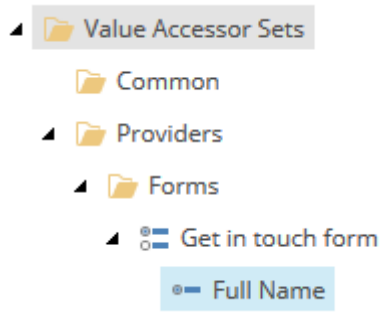 Value Accessor Sets
Common
Providers
Forms
Get in touch form
Full Name